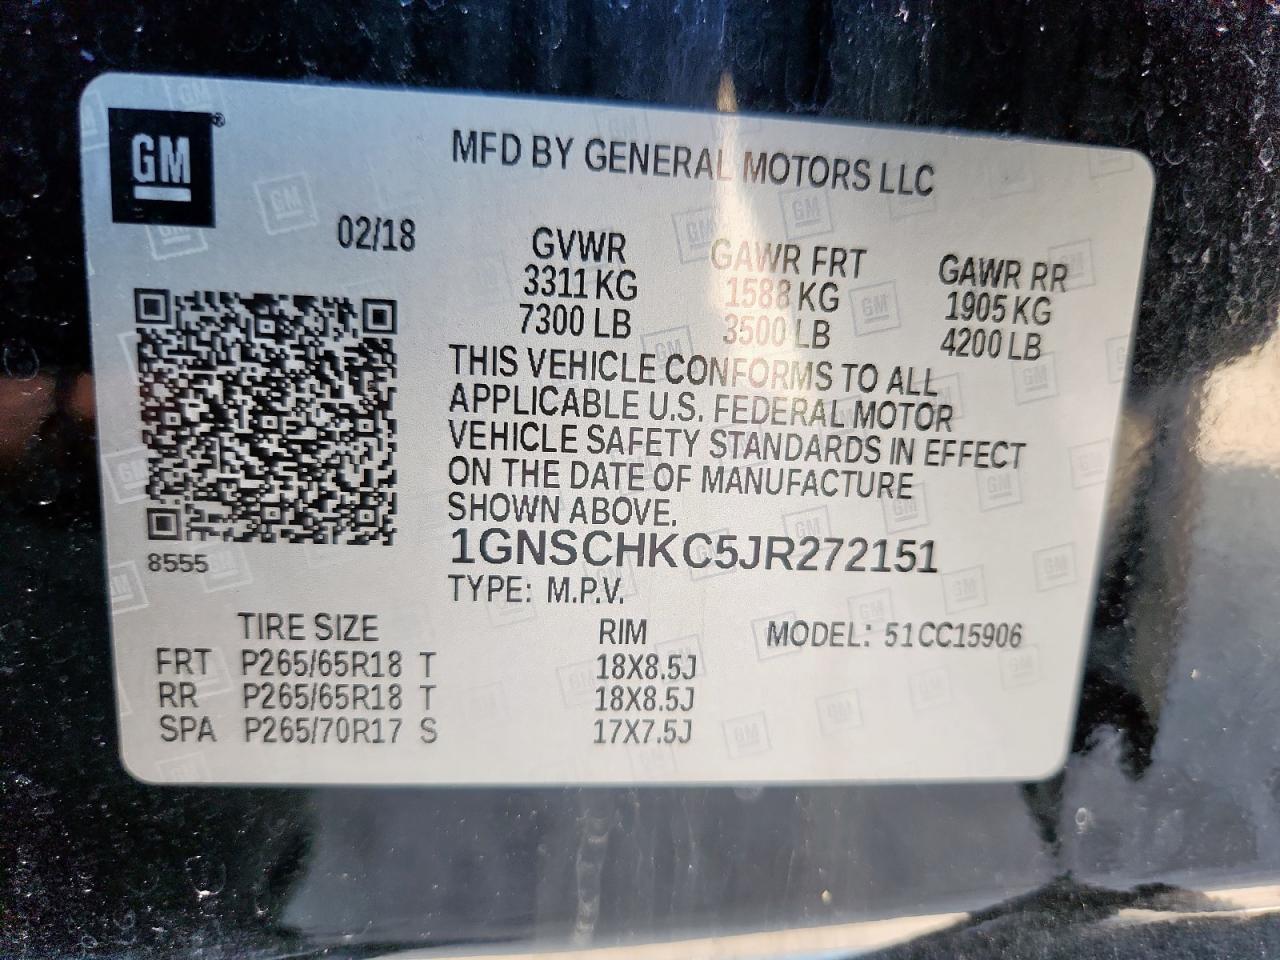 GM®
MFD BY GENERAL MOTORS LLC
02/18
GVWR GAWR FRT GAWR RR
3311 KG 1588 KG 1905 KG
7300 LB 3500 LB 4200 LB
THIS VEHICLE CONFORMS TO ALL
APPLICABLE U.S. FEDERAL MOTOR
VEHICLE SAFETY STANDARDS IN EFFECT
ON THE DATE OF MANUFACTURE
SHOWN ABOVE.
8555
1GNSCHKC5JR272151
TYPE: M.P.V.
TIRE SIZE RIM MODEL: 51CC15906
FRT P265/65R18 T 18X8.5J
RR P265/65R18 T 18X8.5J
SPA P265/70R17 S 17X7.5J